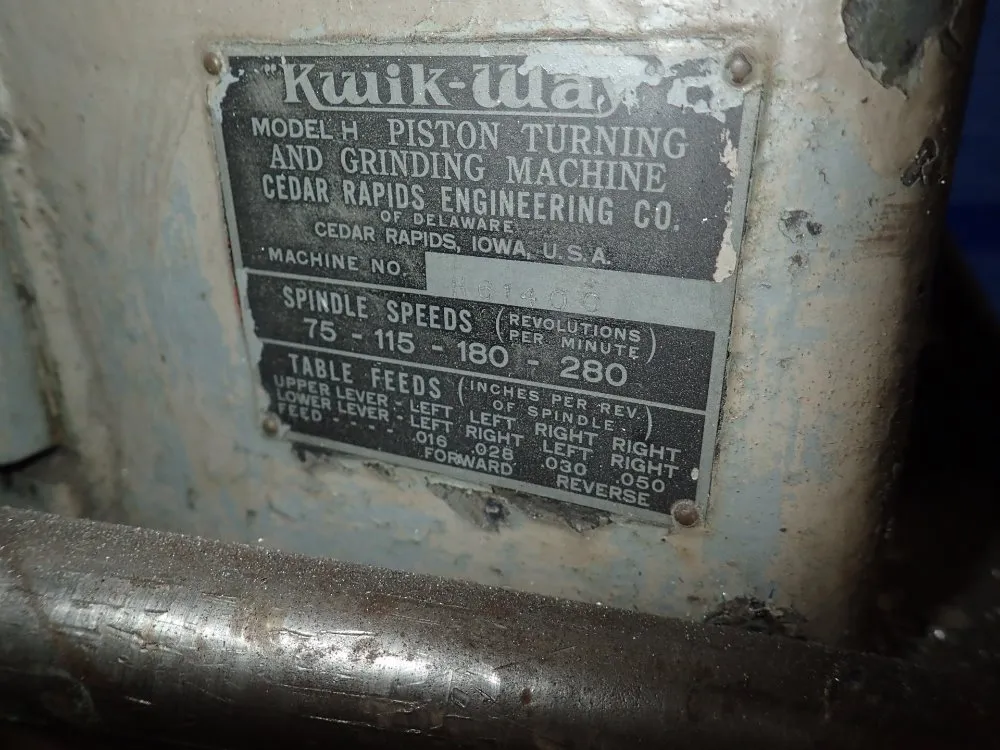 Kwik-Way
MODEL H PISTON TURNING
AND GRINDING MACHINE
CEDAR RAPIDS ENGINEERING CO.
OF DELAWARE
CEDAR RAPIDS, IOWA, U.S.A.
MACHINE NO.
SPINDLE SPEEDS (REVOLUTIONS PER MINUTE)
75 - 115 - 180 - 280
TABLE FEEDS (INCHES PER REV. OF SPINDLE)
UPPER LEVER - LEFT LEFT RIGHT RIGHT
LOWER LEVER - LEFT RIGHT LEFT RIGHT
FEED - - - - .016 .028 .030 .050
FORWARD REVERSE